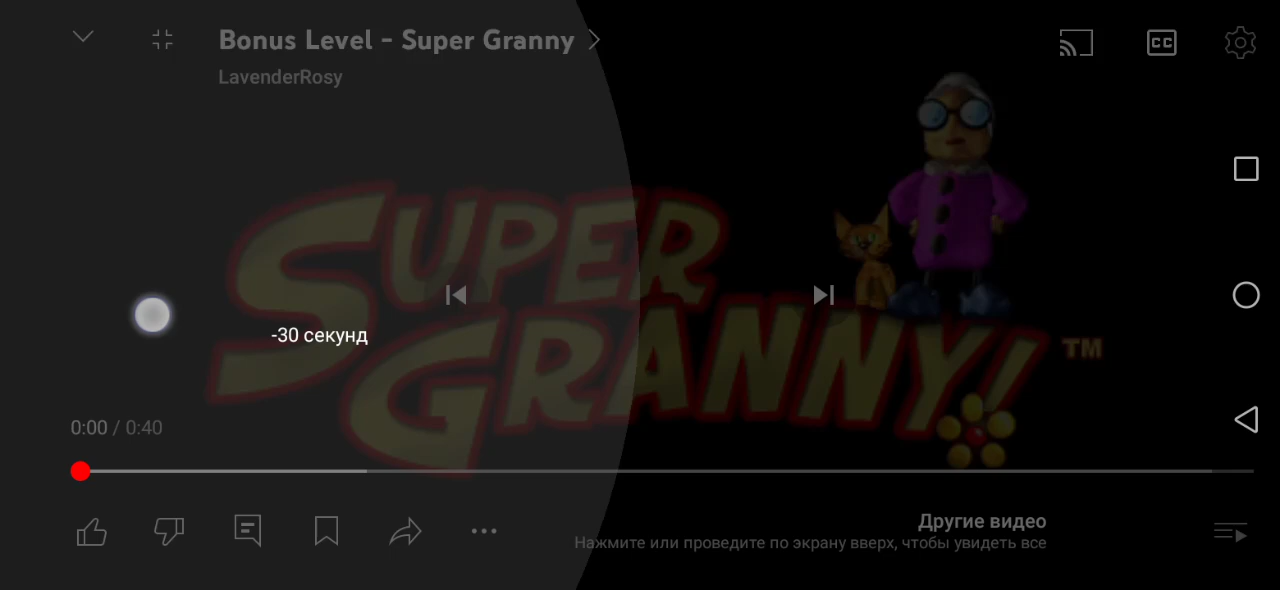 Bonus Level - Super Granny
LavenderRosy
CC
SUPER
GRANNY!
TM
-30 секунд
0:00 / 0:40
Другие видео
Нажмите или проведите по экрану вверх, чтобы увидеть все